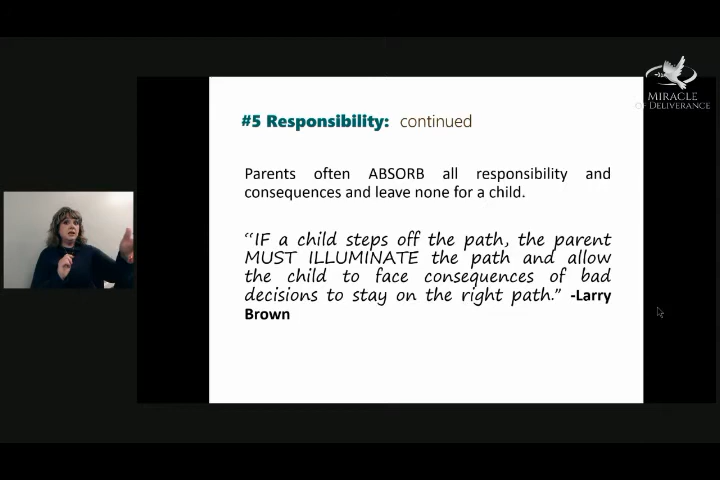 MIRACLE
OF DELIVERANCE
#5 Responsibility: continued
Parents often ABSORB all responsibility and
consequences and leave none for a child.
“IF a child steps off the path, the parent
MUST ILLUMINATE the path and allow
the child to face consequences of bad
decisions to stay on the right path.” -Larry
Brown